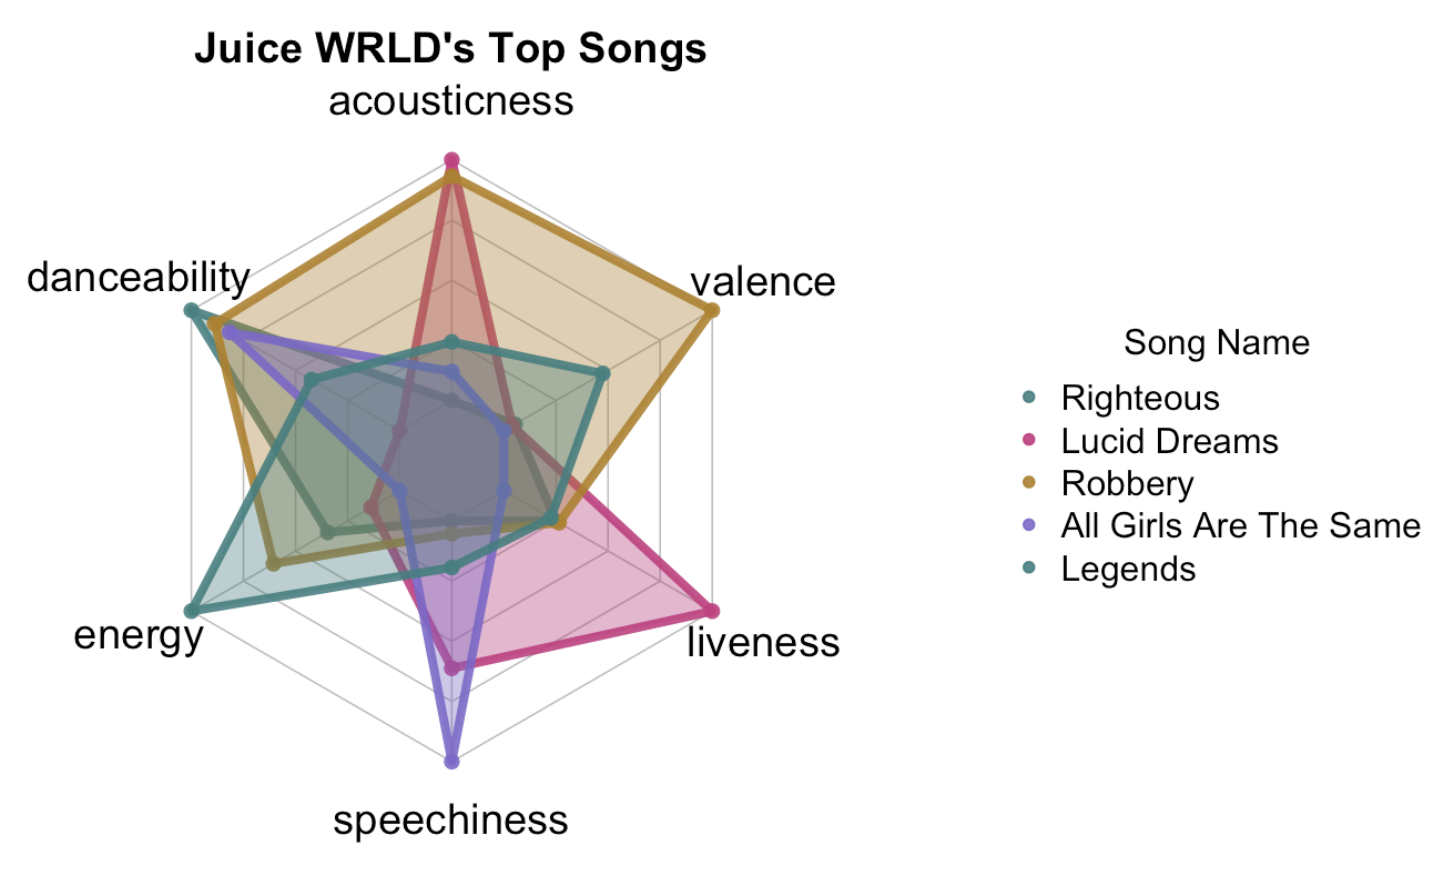 Juice WRLD's Top Songs
acousticness
danceability
valence
energy
liveness
speechiness
Song Name
Righteous
Lucid Dreams
Robbery
All Girls Are The Same
Legends